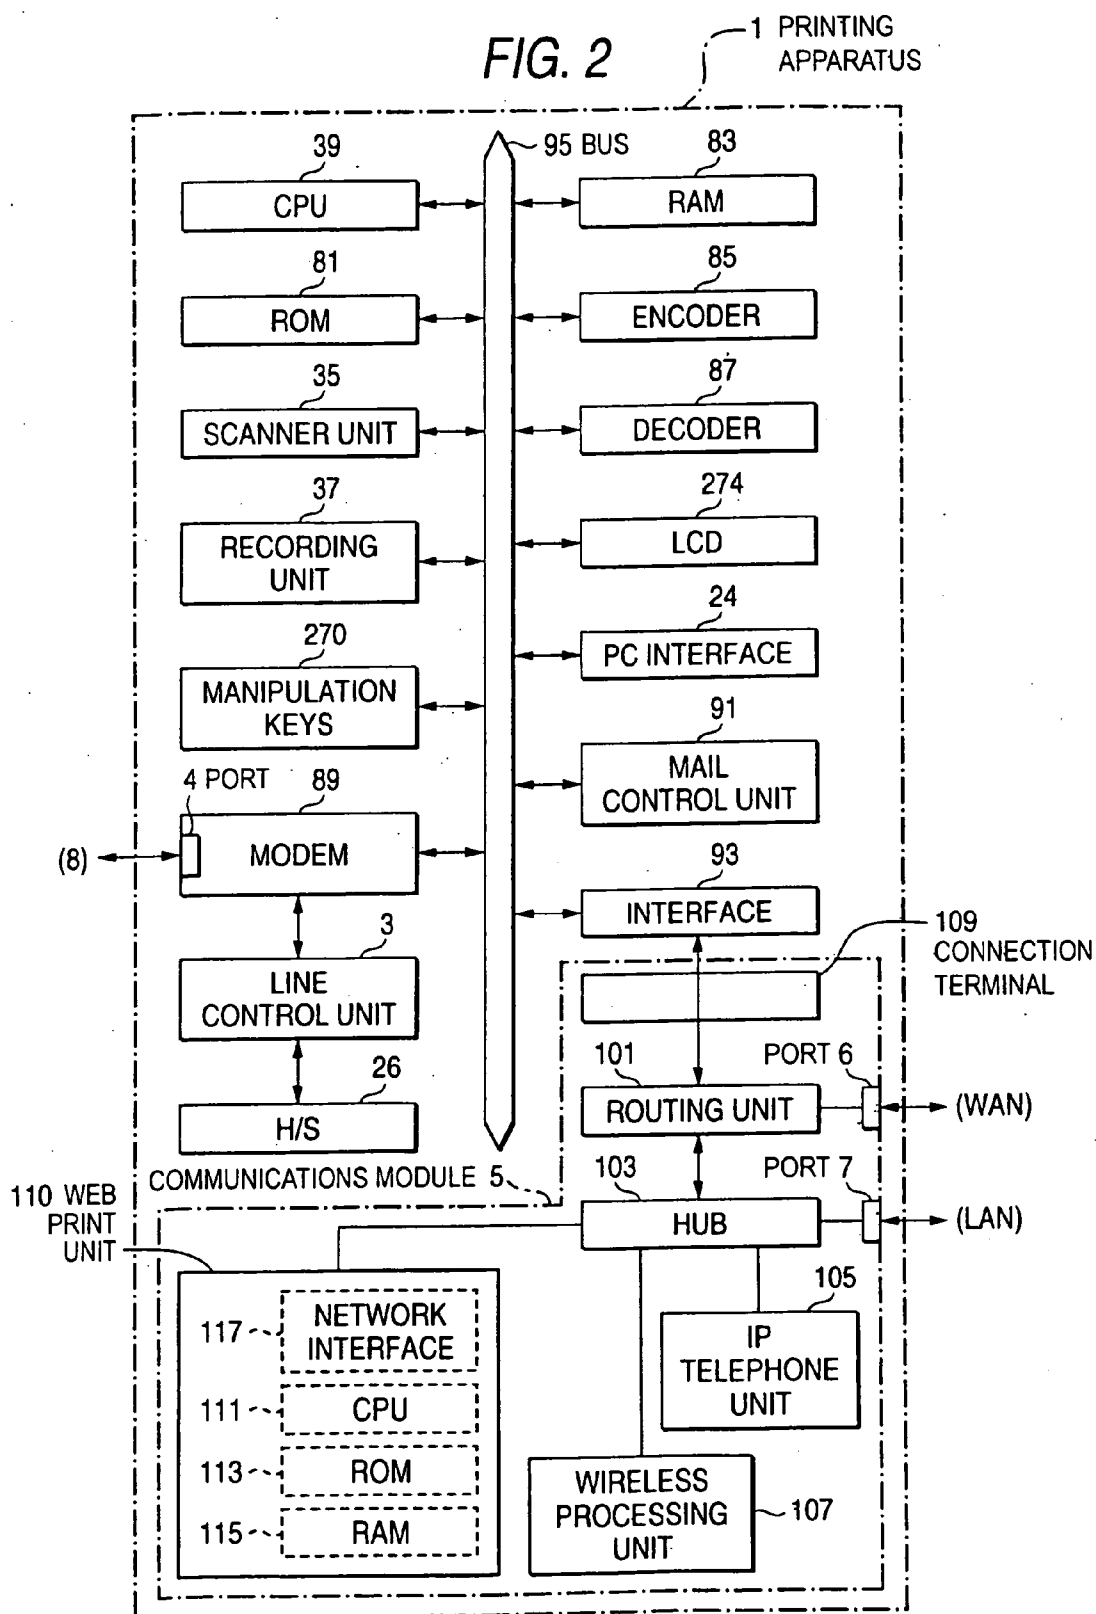 FIG. 2
1 PRINTING
APPARATUS
95 BUS
39
CPU
83
RAM
81
ROM
85
ENCODER
35
SCANNER UNIT
87
DECODER
37
RECORDING
UNIT
274
LCD
24
PC INTERFACE
270
MANIPULATION
KEYS
91
MAIL
CONTROL UNIT
4 PORT
89
MODEM
(8)
93
INTERFACE
109
CONNECTION
TERMINAL
3
LINE
CONTROL UNIT
26
H/S
101
ROUTING UNIT
PORT 6
(WAN)
COMMUNICATIONS MODULE 5
103
HUB
PORT 7
(LAN)
110 WEB
PRINT
UNIT
117
NETWORK
INTERFACE
111
CPU
113
ROM
115
RAM
105
IP
TELEPHONE
UNIT
WIRELESS
PROCESSING
UNIT
107